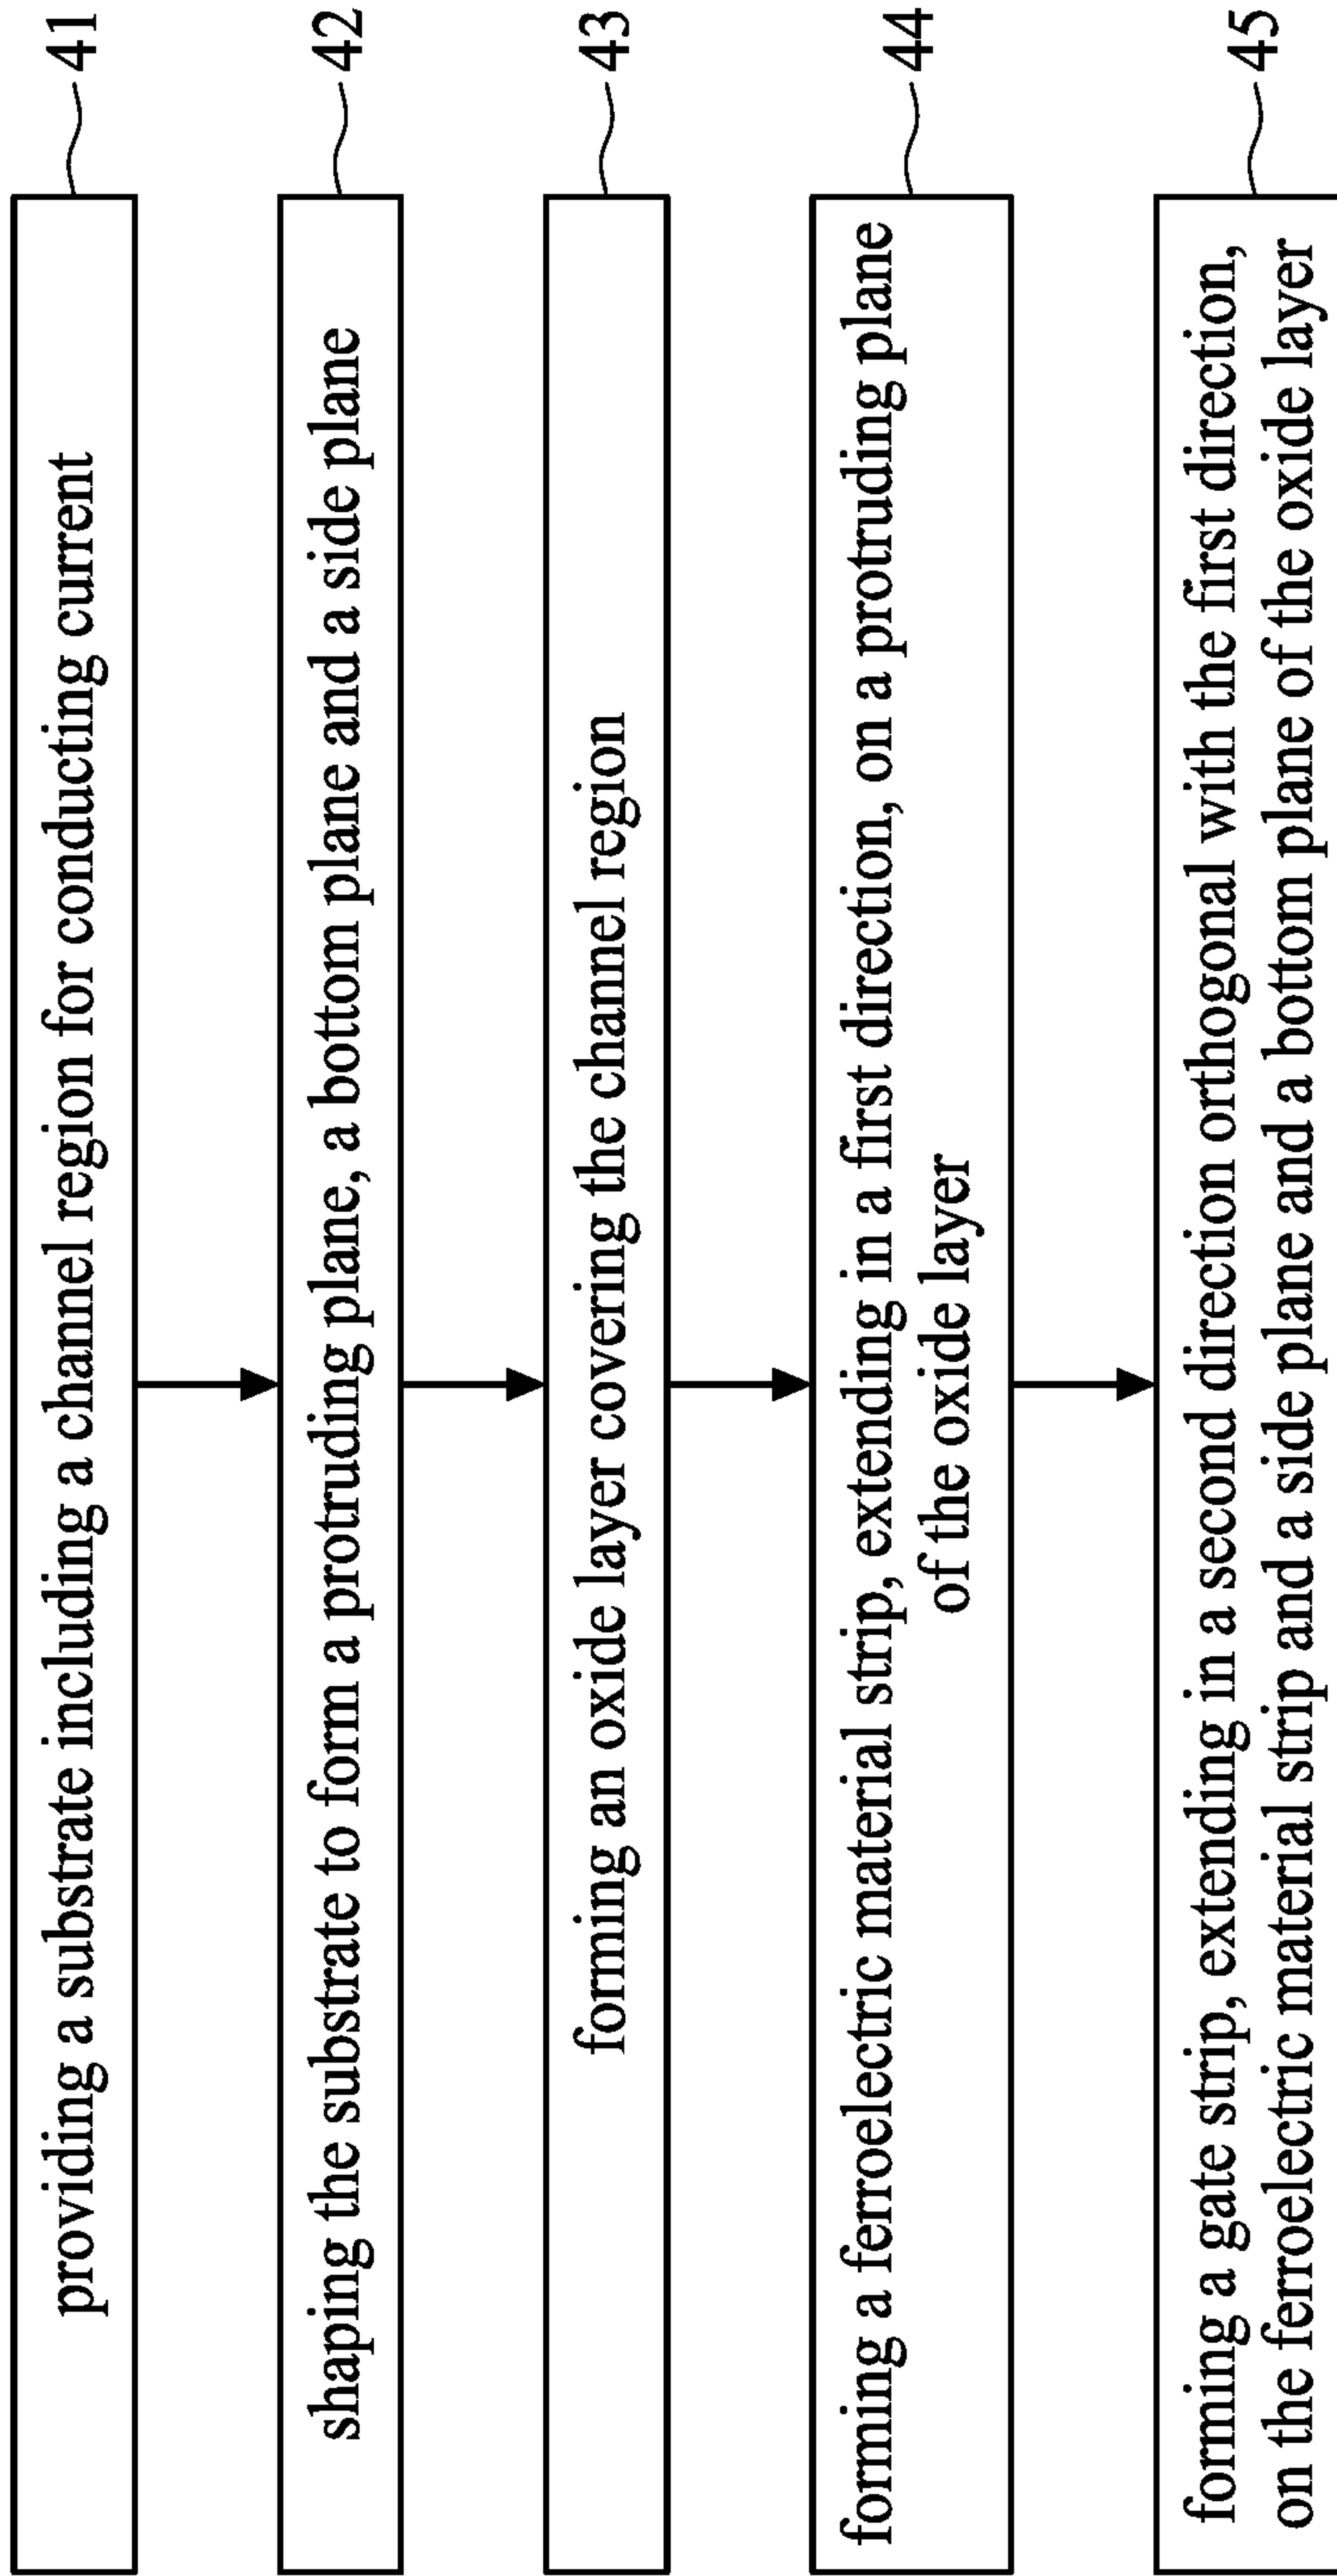 providing a substrate including a channel region for conducting current
41
shaping the substrate to form a protruding plane, a bottom plane and a side plane
42
forming an oxide layer covering the channel region
43
forming a ferroelectric material strip, extending in a first direction, on a protruding plane
of the oxide layer
44
forming a gate strip, extending in a second direction orthogonal with the first direction,
on the ferroelectric material strip and a side plane and a bottom plane of the oxide layer
45